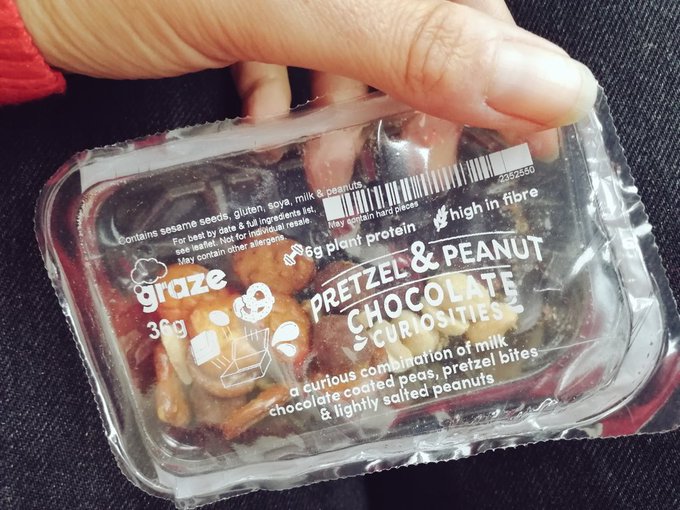 Contains sesame seeds, gluten, soya, milk & peanuts.
For best by date & full ingredients list,
see leaflet. Not for individual resale
May contain other allergens
2352550
May contain hard pieces
6g plant protein
high in fibre
graze
36g
PRETZEL & PEANUT
CHOCOLATE
CURIOSITIES
a curious combination of milk
chocolate coated peas, pretzel bites
& lightly salted peanuts